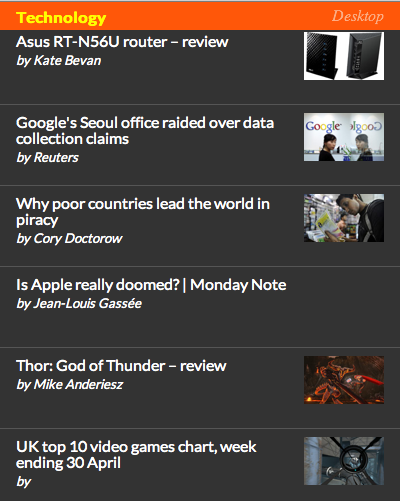 Technology
Desktop
Asus RT-N56U router – review
by Kate Bevan
Google's Seoul office raided over data
collection claims
by Reuters
Google
Google
Why poor countries lead the world in
piracy
by Cory Doctorow
Is Apple really doomed? | Monday Note
by Jean-Louis Gassée
Thor: God of Thunder – review
by Mike Anderiesz
UK top 10 video games chart, week
ending 30 April
by